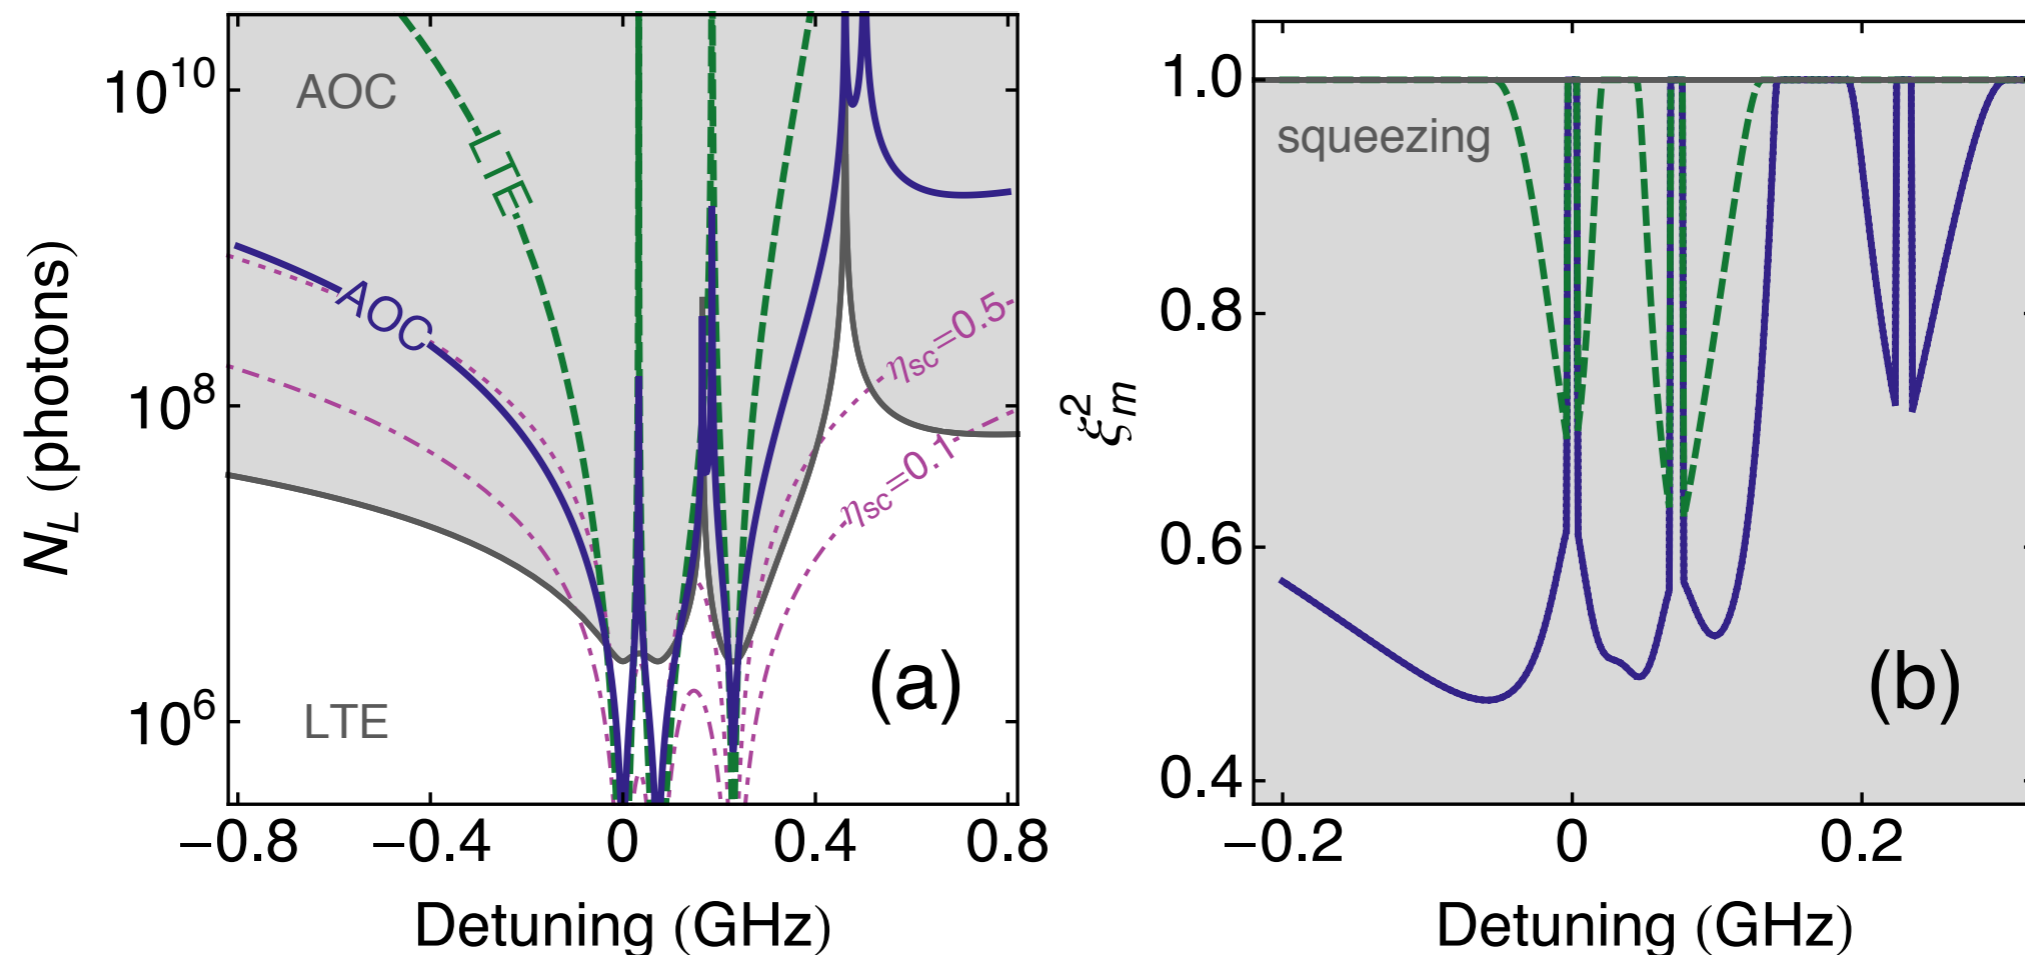 AOC
LTE
AOC
LTE
ηsc=0.5
ηsc=0.1
(a)
10^10
10^8
10^6
N_L (photons)
−0.8 −0.4 0 0.4 0.8
Detuning (GHz)
squeezing
(b)
1.0
0.8
0.6
0.4
ξ_m^2
−0.2 0 0.2
Detuning (GHz)